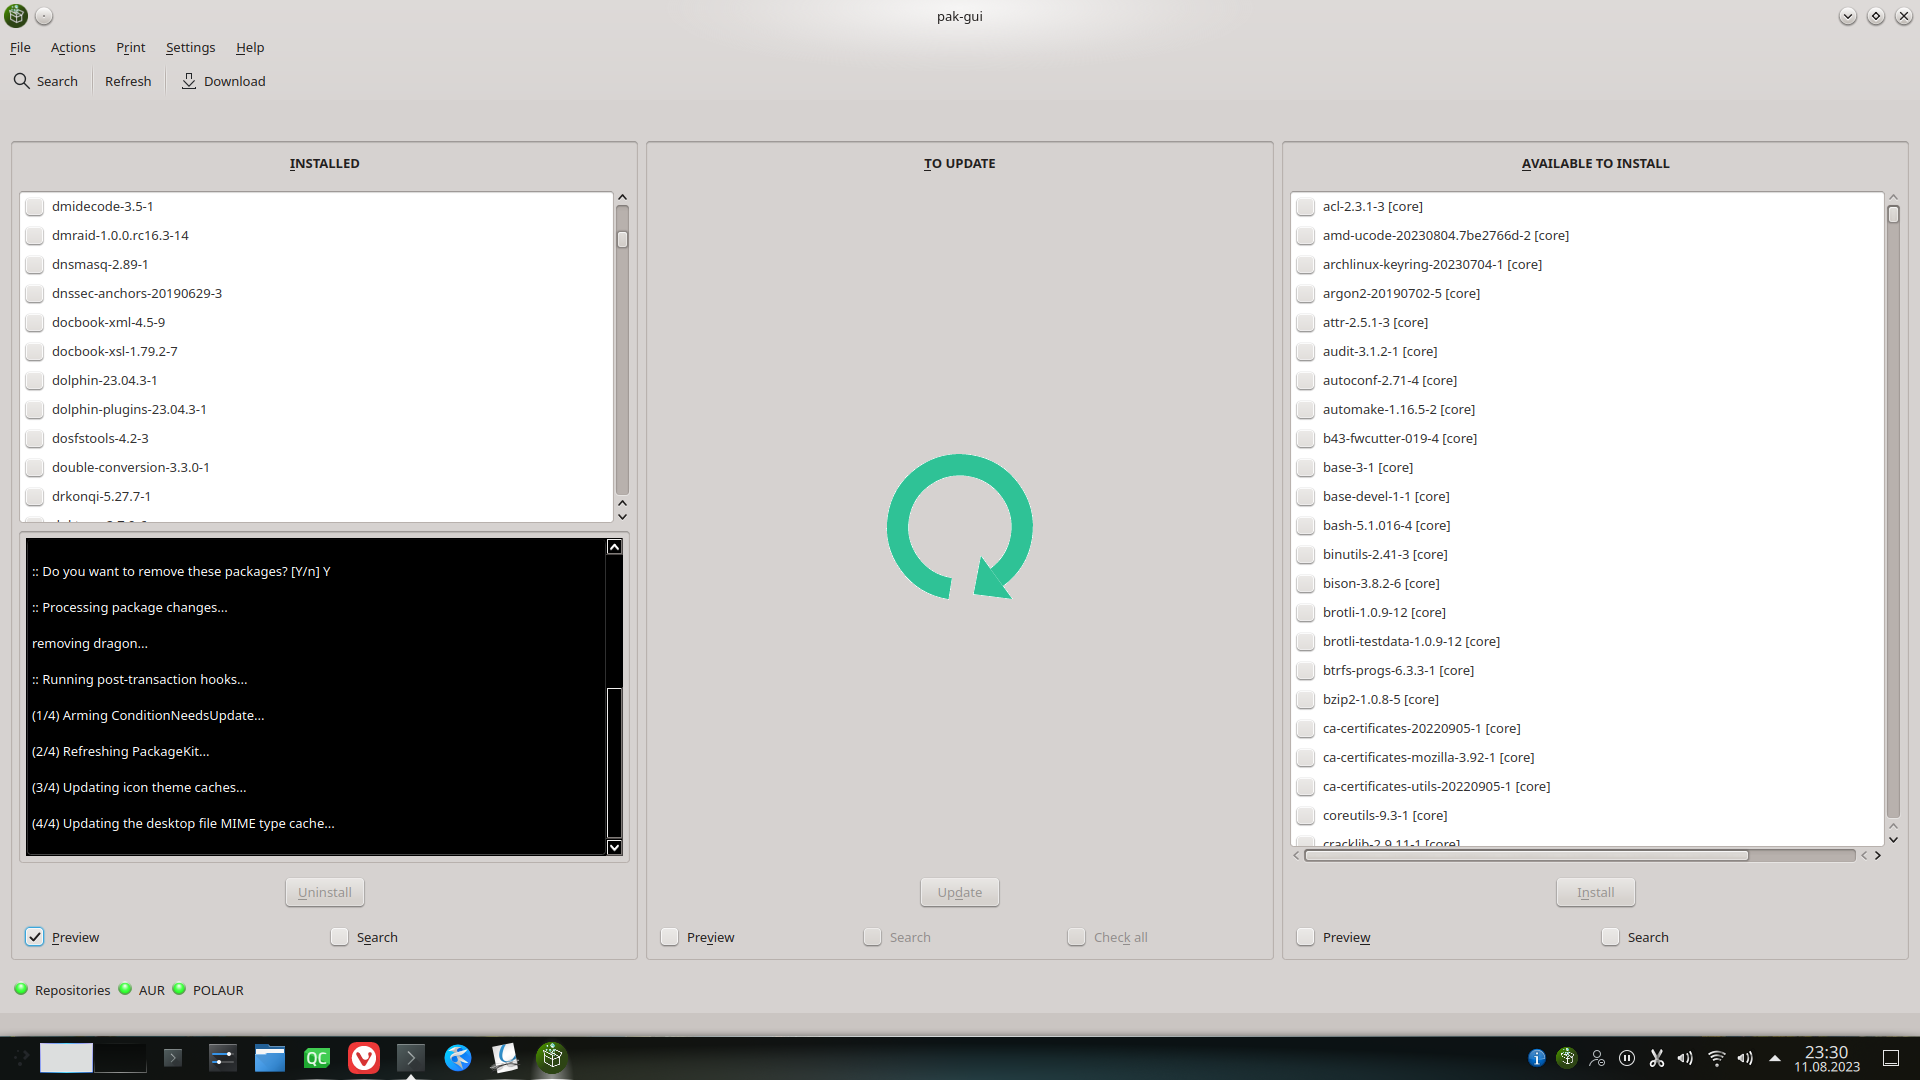 pak-gui
File Actions Print Settings Help
Search Refresh Download
INSTALLED
dmidecode-3.5-1
dmraid-1.0.0.rc16.3-14
dnsmasq-2.89-1
dnssec-anchors-20190629-3
docbook-xml-4.5-9
docbook-xsl-1.79.2-7
dolphin-23.04.3-1
dolphin-plugins-23.04.3-1
dosfstools-4.2-3
double-conversion-3.3.0-1
drkonqi-5.27.7-1
:: Do you want to remove these packages? [Y/n] Y
:: Processing package changes...
removing dragon...
:: Running post-transaction hooks...
(1/4) Arming ConditionNeedsUpdate...
(2/4) Refreshing PackageKit...
(3/4) Updating icon theme caches...
(4/4) Updating the desktop file MIME type cache...
Uninstall
Preview Search
TO UPDATE
Update
Preview Search Check all
AVAILABLE TO INSTALL
acl-2.3.1-3 [core]
amd-ucode-20230804.7be2766d-2 [core]
archlinux-keyring-20230704-1 [core]
argon2-20190702-5 [core]
attr-2.5.1-3 [core]
audit-3.1.2-1 [core]
autoconf-2.71-4 [core]
automake-1.16.5-2 [core]
b43-fwcutter-019-4 [core]
base-3-1 [core]
base-devel-1-1 [core]
bash-5.1.016-4 [core]
binutils-2.41-3 [core]
bison-3.8.2-6 [core]
brotli-1.0.9-12 [core]
brotli-testdata-1.0.9-12 [core]
btrfs-progs-6.3.3-1 [core]
bzip2-1.0.8-5 [core]
ca-certificates-20220905-1 [core]
ca-certificates-mozilla-3.92-1 [core]
ca-certificates-utils-20220905-1 [core]
coreutils-9.3-1 [core]
cracklib-2.9.11-1 [core]
Install
Preview Search
Repositories AUR POLAUR
QC
23:30
11.08.2023